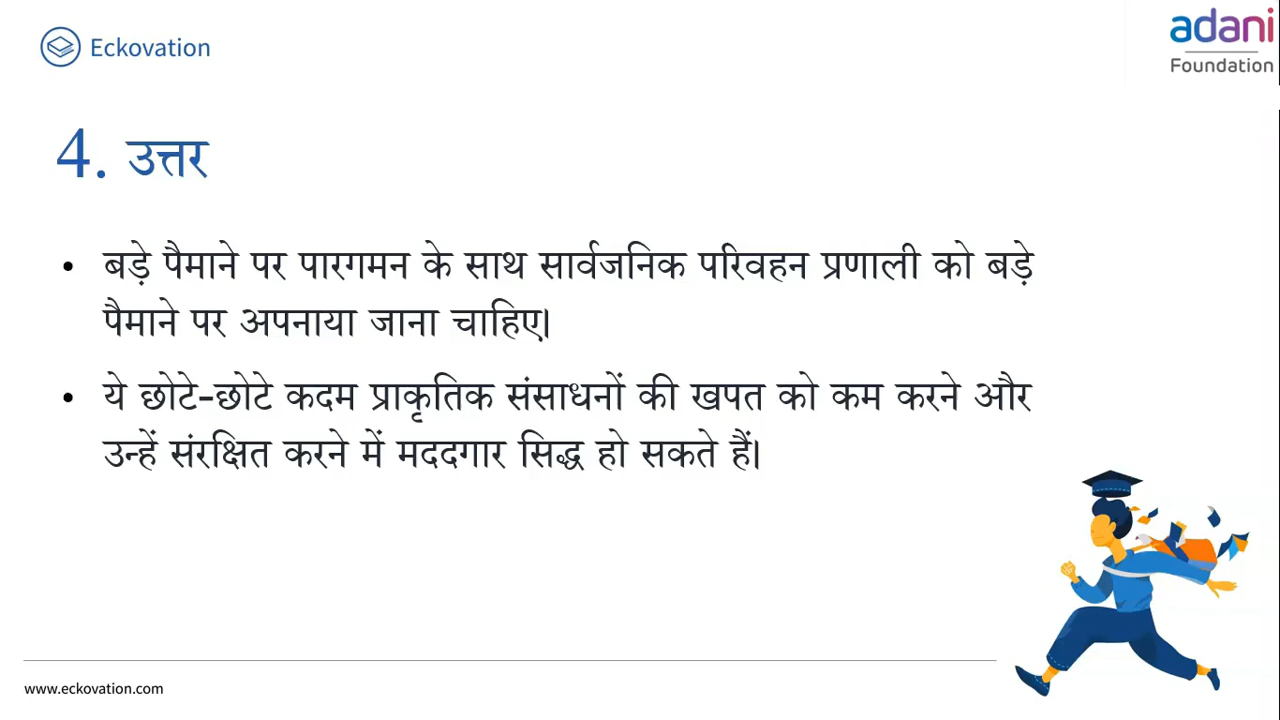 Eckovation
adani
Foundation
4. उत्तर
• बड़े पैमाने पर पारगमन के साथ सार्वजनिक परिवहन प्रणाली को बड़े
पैमाने पर अपनाया जाना चाहिए।
• ये छोटे-छोटे कदम प्राकृतिक संसाधनों की खपत को कम करने और
उन्हें संरक्षित करने में मददगार सिद्ध हो सकते हैं।
www.eckovation.com